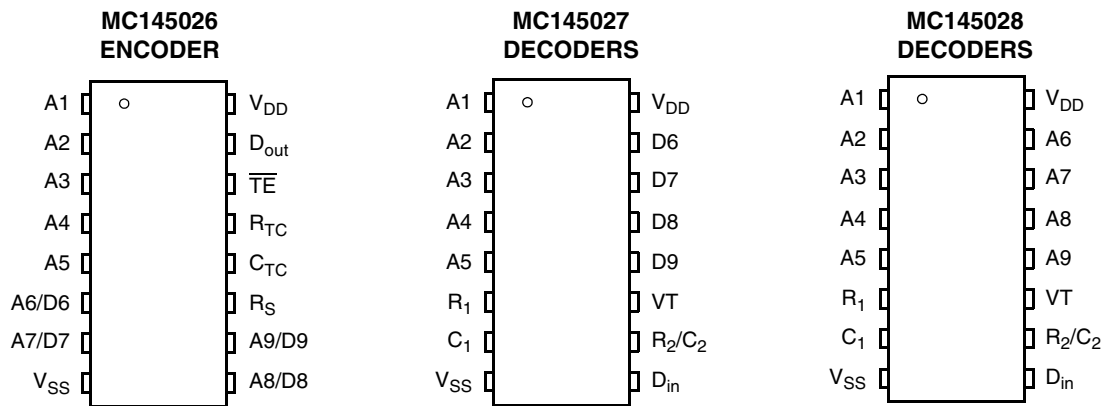 MC145026
ENCODER
A1 V_DD
A2 D_out
A3 T̅E̅
A4 R_TC
A5 C_TC
A6/D6 R_S
A7/D7 A9/D9
V_SS A8/D8
MC145027
DECODERS
A1 V_DD
A2 D6
A3 D7
A4 D8
A5 D9
R_1 VT
C_1 R_2/C_2
V_SS D_in
MC145028
DECODERS
A1 V_DD
A2 A6
A3 A7
A4 A8
A5 A9
R_1 VT
C_1 R_2/C_2
V_SS D_in